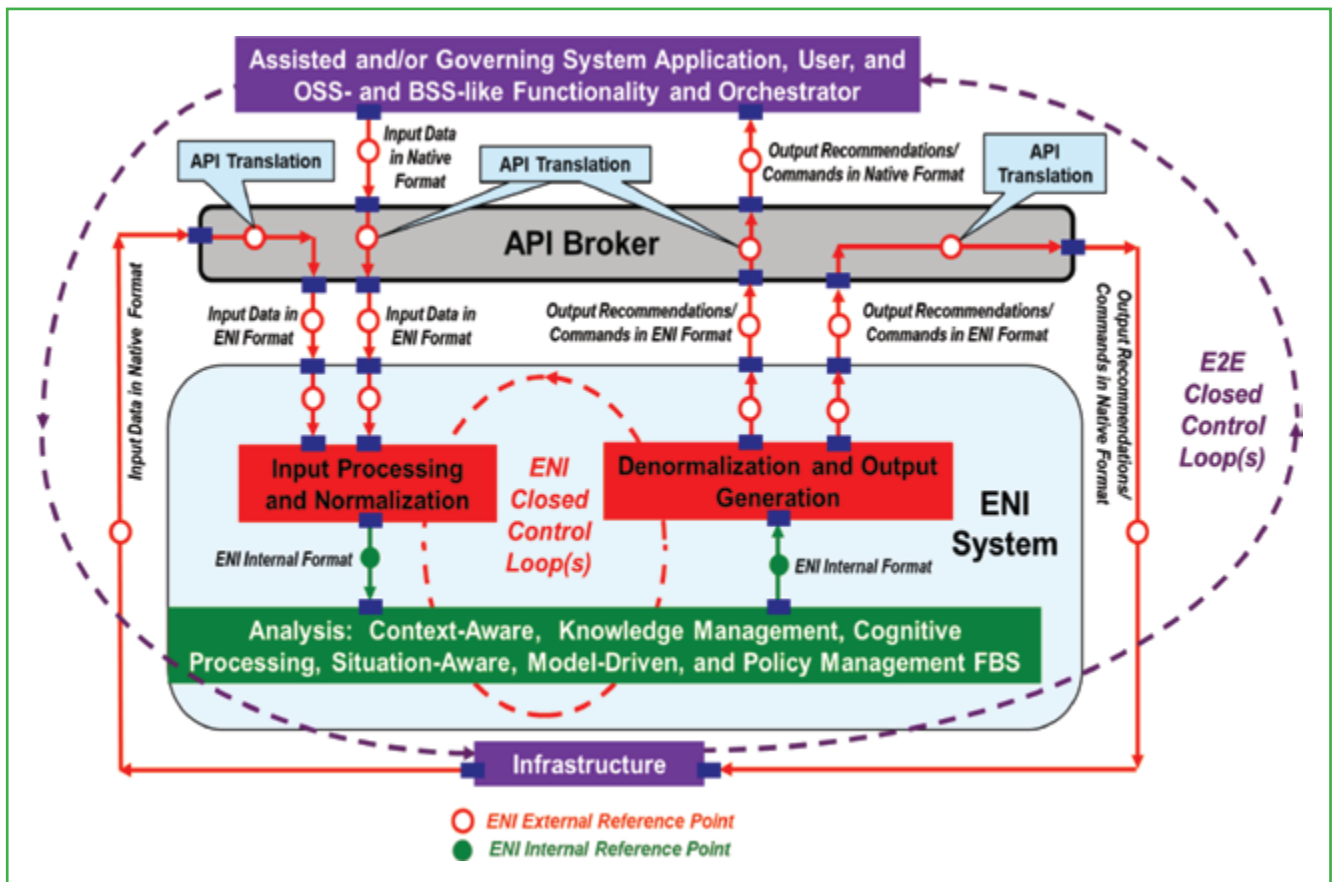 Assisted and/or Governing System Application, User, and
OSS- and BSS-like Functionality and Orchestrator
API Translation
Input Data
in Native
Format
API Translation
Output Recommendations/
Commands in Native Format
API
Translation
API Broker
Input Data in Native Format
Input Data in
ENI Format
Input Data in
ENI Format
Output Recommendations/
Commands in ENI Format
Output Recommendations/
Commands in ENI Format
Output Recommendations/
Commands in Native Format
E2E
Closed
Control
Loop(s)
Input Processing
and Normalization
ENI
Closed
Control
Loop(s)
Denormalization and Output
Generation
ENI
System
ENI Internal Format
ENI Internal Format
Analysis: Context-Aware, Knowledge Management, Cognitive
Processing, Situation-Aware, Model-Driven, and Policy Management FBS
Infrastructure
ENI External Reference Point
ENI Internal Reference Point